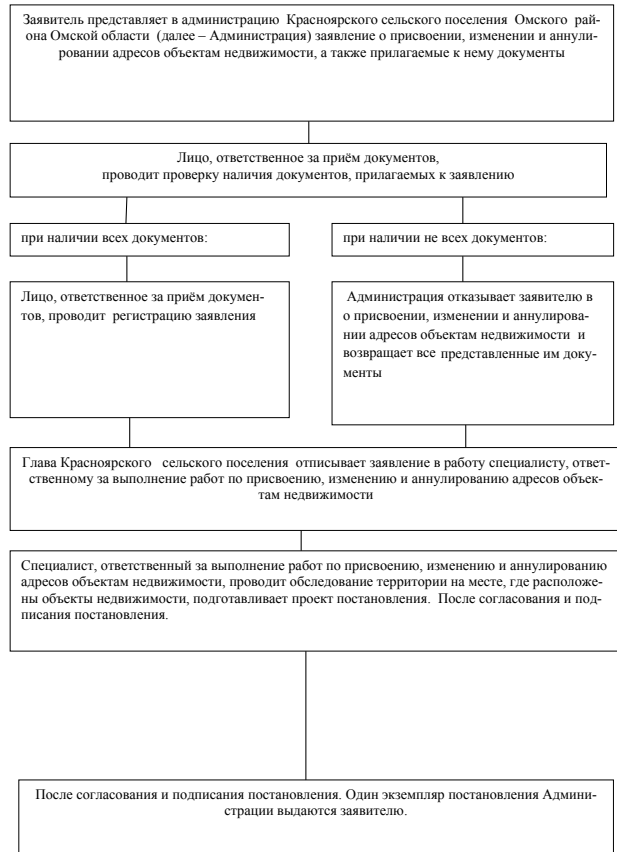 Заявитель представляет в администрацию Красноярского сельского поселения Омского рай-
она Омской области (далее – Администрация) заявление о присвоении, изменении и аннули-
ровании адресов объектам недвижимости, а также прилагаемые к нему документы
Лицо, ответственное за приём документов,
проводит проверку наличия документов, прилагаемых к заявлению
при наличии всех документов:
при наличии не всех документов:
Лицо, ответственное за приём докумен-
тов, проводит регистрацию заявления
Администрация отказывает заявителю в
о присвоении, изменении и аннулирова-
нии адресов объектам недвижимости и
возвращает все представленные им доку-
менты
Глава Красноярского сельского поселения отписывает заявление в работу специалисту, ответ-
ственному за выполнение работ по присвоению, изменению и аннулированию адресов объек-
там недвижимости
Специалист, ответственный за выполнение работ по присвоению, изменению и аннулированию
адресов объектам недвижимости, проводит обследование территории на месте, где расположе-
ны объекты недвижимости, подготавливает проект постановления. После согласования и под-
писания постановления.
После согласования и подписания постановления. Один экземпляр постановления Админи-
страции выдаются заявителю.